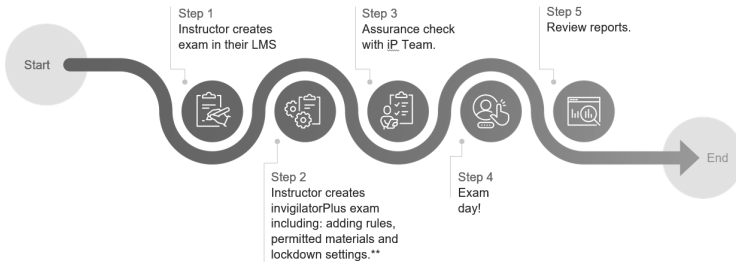 Start
Step 1
Instructor creates
exam in their LMS
Step 2
Instructor creates
invigilatorPlus exam
including: adding rules,
permitted materials and
lockdown settings.**
Step 3
Assurance check
with iP Team.
Step 4
Exam
day!
Step 5
Review reports.
End